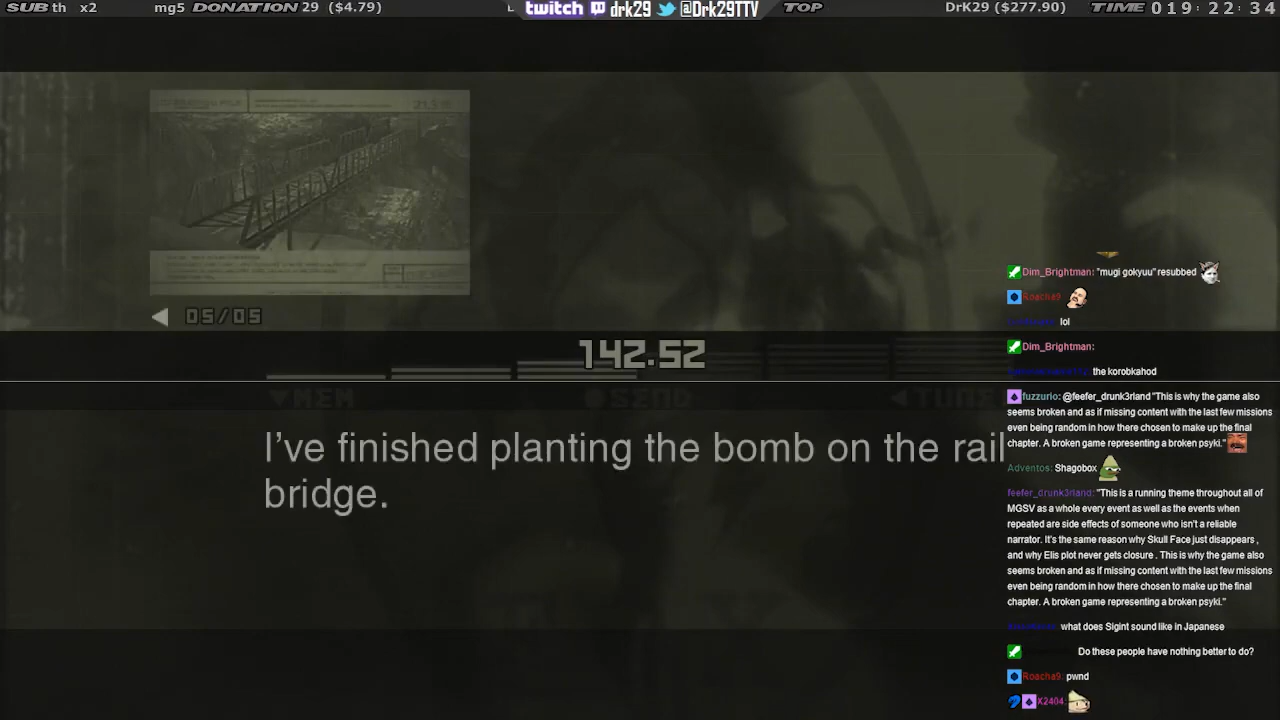 SUB th x2 mg5 DONATION 29 ($4.79) twitch drk29 @Drk29TTV TOP DrK29 ($277.90) TIME 019:22:34
05/05
142.52
SEND
I've finished planting the bomb on the rail
bridge.
Dim_Brightman: "mugi gokyuu" resubbed
Roacha9
lol
Dim_Brightman:
the korobkahod
fuzzurio: @feefer_drunk3rland "This is why the game also
seems broken and as if missing content with the last few missions
even being random in how there chosen to make up the final
chapter. A broken game representing a broken psyki."
Adventos: Shagobox
feefer_drunk3rland: "This is a running theme throughout all of
MGSV as a whole every event as well as the events when
repeated are side effects of someone who isn't a reliable
narrator. It's the same reason why Skull Face just disappears ,
and why Elis plot never gets closure . This is why the game also
seems broken and as if missing content with the last few missions
even being random in how there chosen to make up the final
chapter. A broken game representing a broken psyki."
what does Sigint sound like in Japanese
Do these people have nothing better to do?
Roacha9: pwnd
X2404: